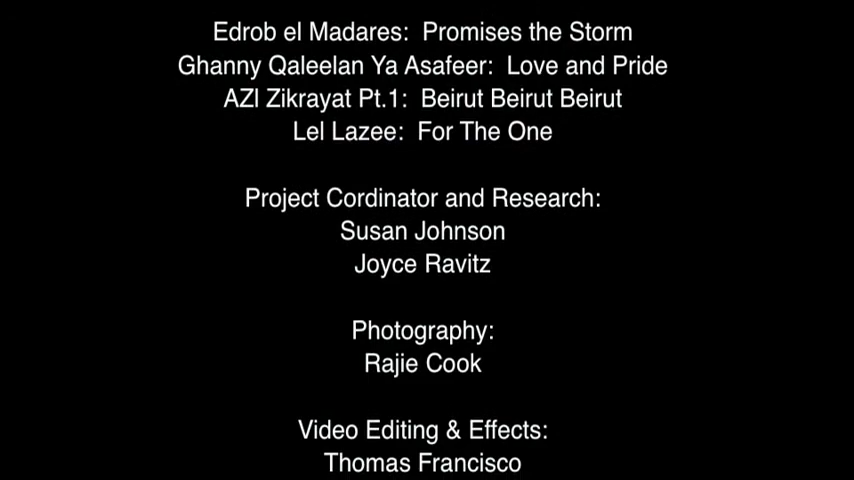 Edrob el Madares:  Promises the Storm
Ghanny Qaleelan Ya Asafeer:  Love and Pride
AZl Zikrayat Pt.1:  Beirut Beirut Beirut
Lel Lazee:  For The One
Project Cordinator and Research:
Susan Johnson
Joyce Ravitz
Photography:
Rajie Cook
Video Editing & Effects:
Thomas Francisco